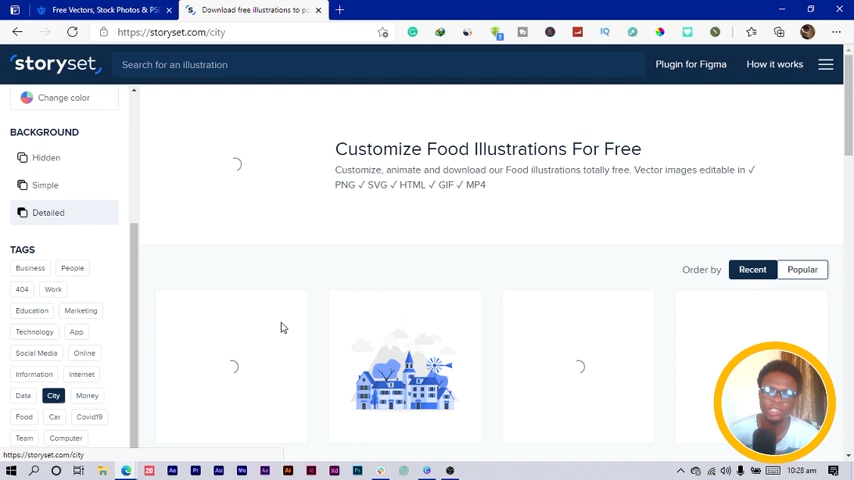 Free Vectors, Stock Photos & PSD
Download free illustrations to po
https://storyset.com/city
storyset
Search for an illustration
Plugin for Figma
How it works
Change color
BACKGROUND
Hidden
Simple
Detailed
TAGS
Business People
404 Work
Education Marketing
Technology App
Social Media Online
Information Internet
Data City Money
Food Car Covid19
Team Computer
Customize Food Illustrations For Free
Customize, animate and download our Food illustrations totally free. Vector images editable in ✓
PNG ✓ SVG ✓ HTML ✓ GIF ✓ MP4
Order by Recent Popular
https://storyset.com/city
10:28 am